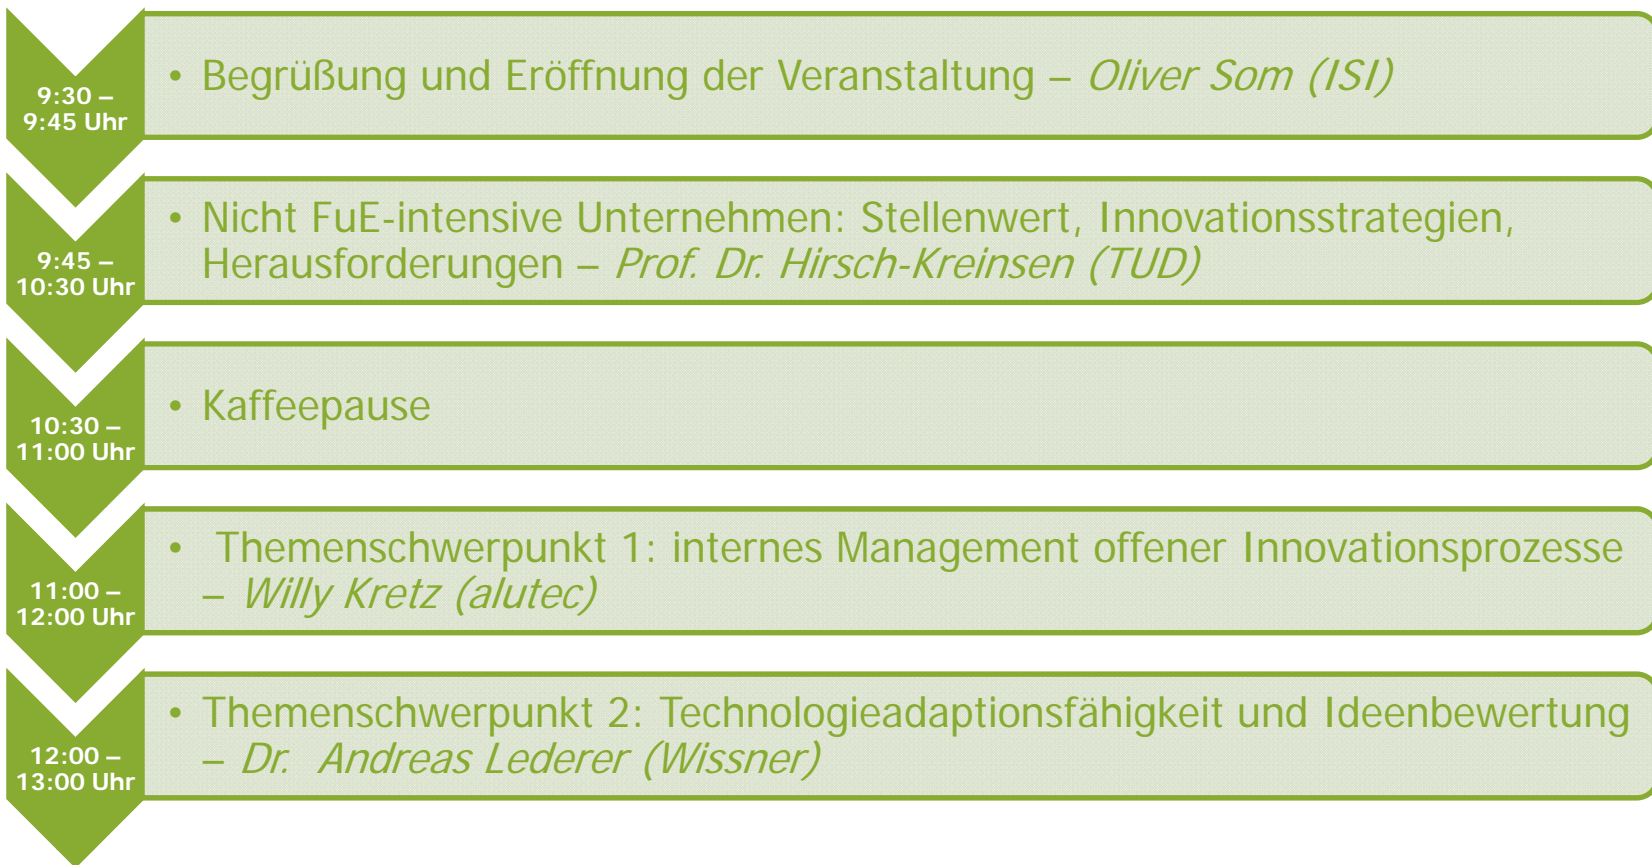 9:30 –
9:45 Uhr
• Begrüßung und Eröffnung der Veranstaltung – Oliver Som (ISI)
9:45 –
10:30 Uhr
• Nicht FuE-intensive Unternehmen: Stellenwert, Innovationsstrategien,
Herausforderungen – Prof. Dr. Hirsch-Kreinsen (TUD)
10:30 –
11:00 Uhr
• Kaffeepause
11:00 –
12:00 Uhr
• Themenschwerpunkt 1: internes Management offener Innovationsprozesse
– Willy Kretz (alutec)
12:00 –
13:00 Uhr
• Themenschwerpunkt 2: Technologieadaptionsfähigkeit und Ideenbewertung
– Dr. Andreas Lederer (Wissner)